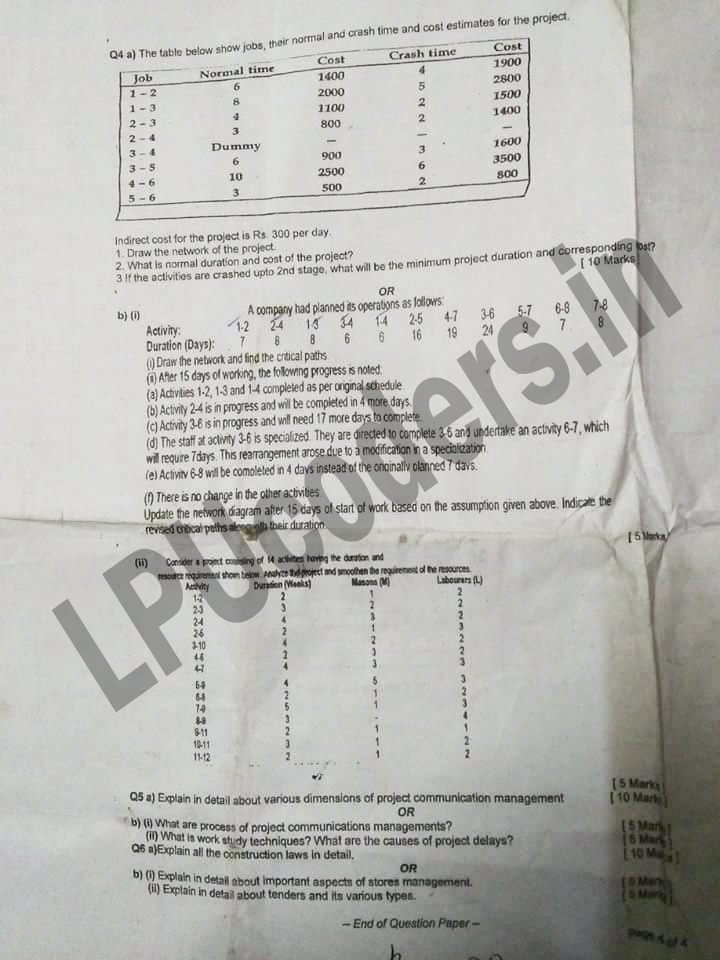 Q4 a) The table below show jobs, their normal and crash time and cost estimates for the project.
Job Normal time Cost Crash time Cost
1 – 2 6 1400 4 1900
1 – 3 8 2000 5 2800
2 – 3 4 1100 2 1500
2 – 4 3 800 2 1400
3 – 4 Dummy — — —
3 – 5 6 900 3 1600
4 – 6 10 2500 6 3500
5 – 6 3 500 2 800
Indirect cost for the project is Rs. 300 per day.
1. Draw the network of the project.
2. What is normal duration and cost of the project?
3 If the activities are crashed upto 2nd stage, what will be the minimum project duration and corresponding cost?
[ 10 Marks]
OR
b) (i) A company had planned its operations as follows:
Activity: 1-2 2-4 1-3 3-4 1-4 2-5 4-7 3-6 5-7 6-8 7-8
Duration (Days): 7 8 8 6 6 16 19 24 9 7 8
(i) Draw the network and find the critical paths
(ii) After 15 days of working, the following progress is noted:
(a) Activities 1-2, 1-3 and 1-4 completed as per original schedule
(b) Activity 2-4 is in progress and will be completed in 4 more days.
(c) Activity 3-6 is in progress and will need 17 more days to complete.
(d) The staff at activity 3-6 is specialized. They are directed to complete 3-6 and undertake an activity 6-7, which
will require 7days. This rearrangement arose due to a modification in a specialization.
(e) Activity 6-8 will be completed in 4 days instead of the originally planned 7 days.
(f) There is no change in the other activities
Update the network diagram after 15 days of start of work based on the assumption given above. Indicate the
revised critical paths along with their duration.
[ 5 Marks]
(ii) Consider a project consisting of 14 activities having the duration and
resource requirement shown below. Analyze the project and smoothen the requirement of the resources.
Activity Duration (Weeks) Masons (M) Labourers (L)
1-2 2 1 2
2-3 3 2 2
2-4 4 3 2
2-5 2 1 3
3-10 4 2 2
4-6 2 3 2
4-7 4 3 3
5-9 4 5 3
6-8 2 1 2
7-9 5 1 3
8-9 3 - 4
9-11 2 1 1
10-11 3 1 2
11-12 2 1 2
[ 5 Marks]
Q5 a) Explain in detail about various dimensions of project communication management [ 10 Marks]
OR
b) (i) What are process of project communications managements? [ 5 Marks]
(ii) What is work study techniques? What are the causes of project delays? [ 5 Marks]
Q6 a)Explain all the construction laws in detail. [ 10 Marks]
OR
b) (i) Explain in detail about important aspects of stores management. [ 5 Marks]
(ii) Explain in detail about tenders and its various types. [ 5 Marks]
-- End of Question Paper --
Page 4 of 4
LPUcoders.in